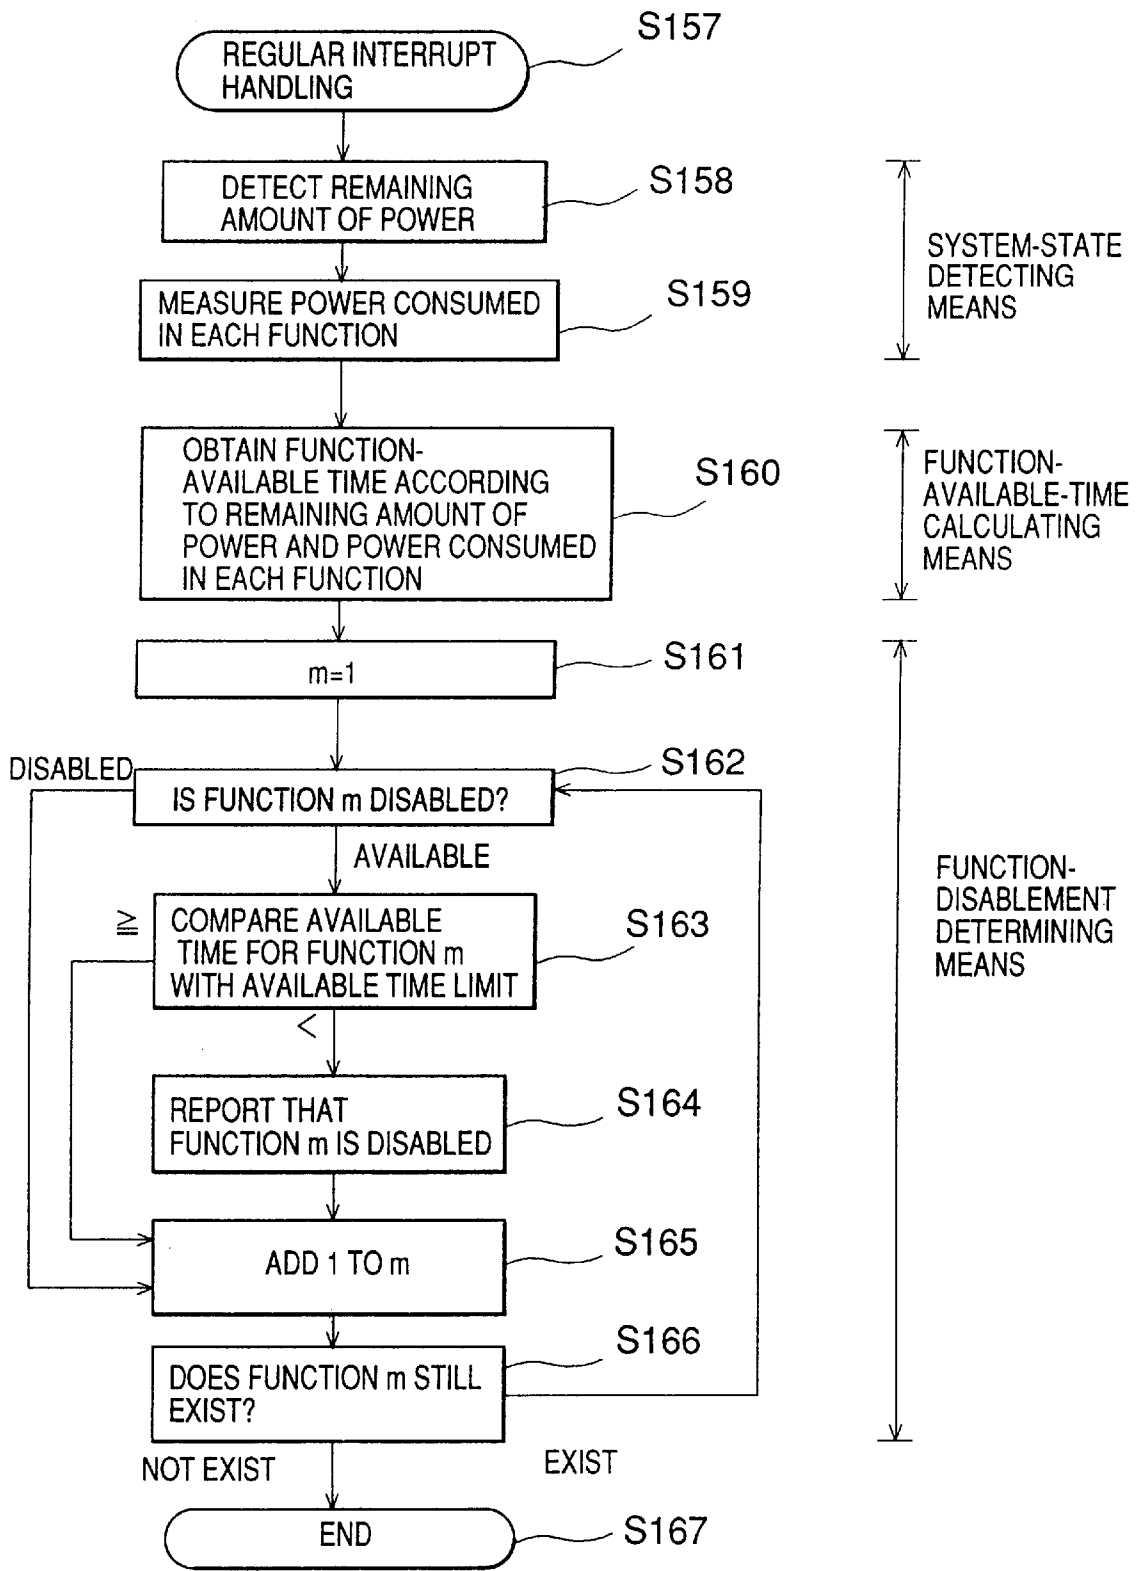 S157
REGULAR INTERRUPT
HANDLING
S158
DETECT REMAINING
AMOUNT OF POWER
SYSTEM-STATE
DETECTING
MEANS
S159
MEASURE POWER CONSUMED
IN EACH FUNCTION
OBTAIN FUNCTION-
AVAILABLE TIME ACCORDING
TO REMAINING AMOUNT OF
POWER AND POWER CONSUMED
IN EACH FUNCTION
S160
FUNCTION-
AVAILABLE-TIME
CALCULATING
MEANS
S161
m=1
S162
DISABLED
IS FUNCTION m DISABLED?
AVAILABLE
FUNCTION-
DISABLEMENT
DETERMINING
MEANS
≧
COMPARE AVAILABLE
TIME FOR FUNCTION m
WITH AVAILABLE TIME LIMIT
S163
<
S164
REPORT THAT
FUNCTION m IS DISABLED
S165
ADD 1 TO m
S166
DOES FUNCTION m STILL
EXIST?
NOT EXIST
EXIST
END
S167